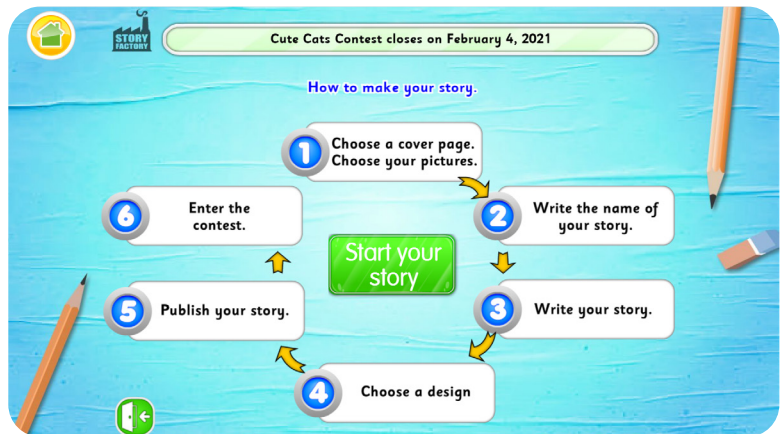 STORY
FACTORY
Cute Cats Contest closes on February 4, 2021
How to make your story.
1
Choose a cover page.
Choose your pictures.
2
Write the name of
your story.
3
Write your story.
4
Choose a design
5
Publish your story.
6
Enter the
contest.
Start your
story